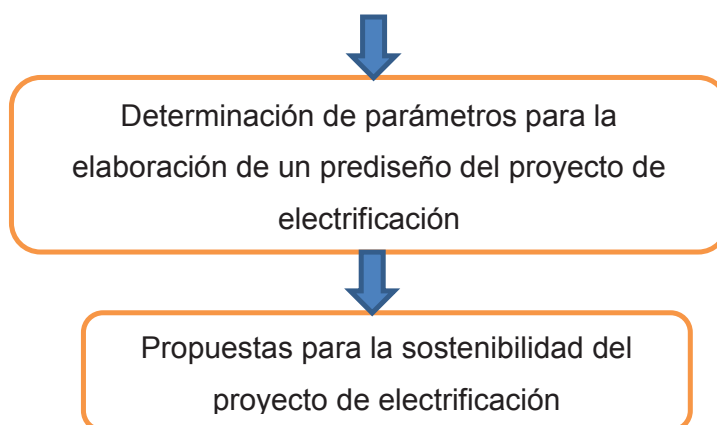 Determinación de parámetros para la
elaboración de un prediseño del proyecto de
electrificación
Propuestas para la sostenibilidad del
proyecto de electrificación